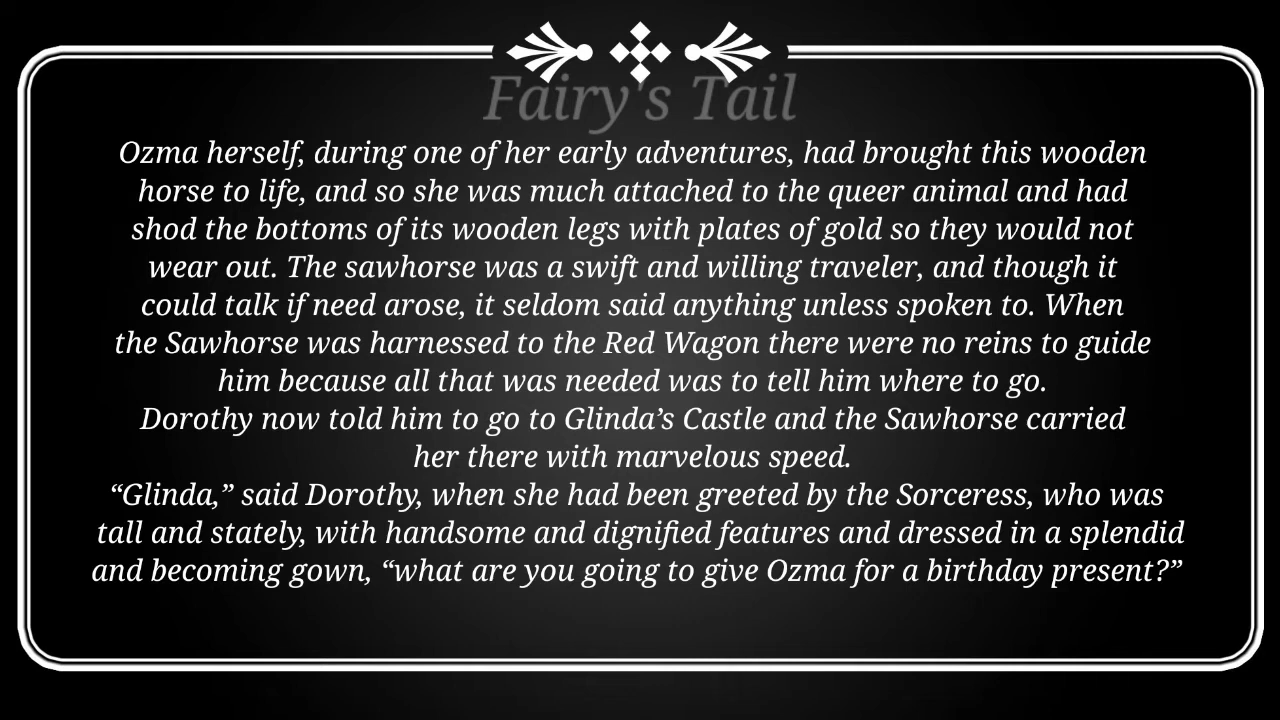 Fairy's Tail
Ozma herself, during one of her early adventures, had brought this wooden
horse to life, and so she was much attached to the queer animal and had
shod the bottoms of its wooden legs with plates of gold so they would not
wear out. The sawhorse was a swift and willing traveler, and though it
could talk if need arose, it seldom said anything unless spoken to. When
the Sawhorse was harnessed to the Red Wagon there were no reins to guide
him because all that was needed was to tell him where to go.
Dorothy now told him to go to Glinda’s Castle and the Sawhorse carried
her there with marvelous speed.
“Glinda,” said Dorothy, when she had been greeted by the Sorceress, who was
tall and stately, with handsome and dignified features and dressed in a splendid
and becoming gown, “what are you going to give Ozma for a birthday present?”